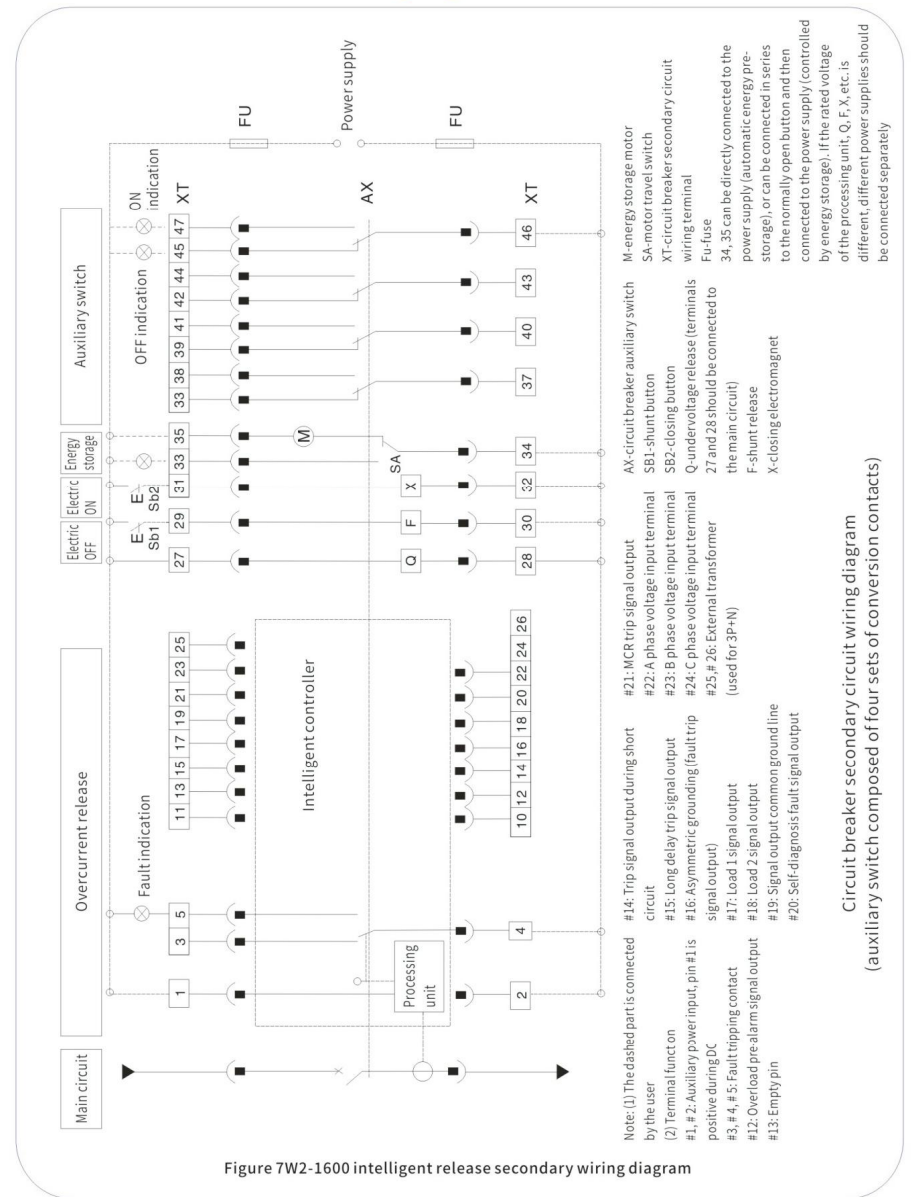 Main circuit
Overcurrent release
Electric
OFF
Electric
ON
Energy
storage
Auxiliary switch
Fault indication
E
Sb1
E
Sb2
OFF indication
ON
indication
1
3
5
11
13
15
17
19
21
23
25
27
29
31
33
35
33
38
39
41
42
44
45
47
XT
FU
Intelligent controller
M
Processing
unit
Q
F
X
SA
AX
Power supply
2
4
10
12
14
16
18
20
22
24
26
28
30
32
34
37
40
43
46
XT
FU
Note: (1) The dashed part is connected
by the user
(2) Terminal function
#1, # 2: Auxiliary power input, pin #1 is
positive during DC
#3, # 4, # 5: Fault tripping contact
#12: Overload pre-alarm signal output
#13: Empty pin
#14: Trip signal output during short
circuit
#15: Long delay trip signal output
#16: Asymmetric grounding (fault trip
signal output)
#17: Load 1 signal output
#18: Load 2 signal output
#19: Signal output common ground line
#20: Self-diagnosis fault signal output
#21: MCR trip signal output
#22: A phase voltage input terminal
#23: B phase voltage input terminal
#24: C phase voltage input terminal
#25,# 26: External transformer
(used for 3P+N)
AX-circuit breaker auxiliary switch
SB1-shunt button
SB2-closing button
Q-undervoltage release (terminals
27 and 28 should be connected to
the main circuit)
F-shunt release
X-closing electromagnet
M-energy storage motor
SA-motor travel switch
XT-circuit breaker secondary circuit
wiring terminal
Fu-fuse
34, 35 can be directly connected to the
power supply (automatic energy pre-
storage), or can be connected in series
to the normally open button and then
connected to the power supply (controlled
by energy storage). If the rated voltage
of the processing unit, Q, F, X, etc. is
different, different power supplies should
be connected separately
Circuit breaker secondary circuit wiring diagram
(auxiliary switch composed of four sets of conversion contacts)
Figure 7W2-1600 intelligent release secondary wiring diagram